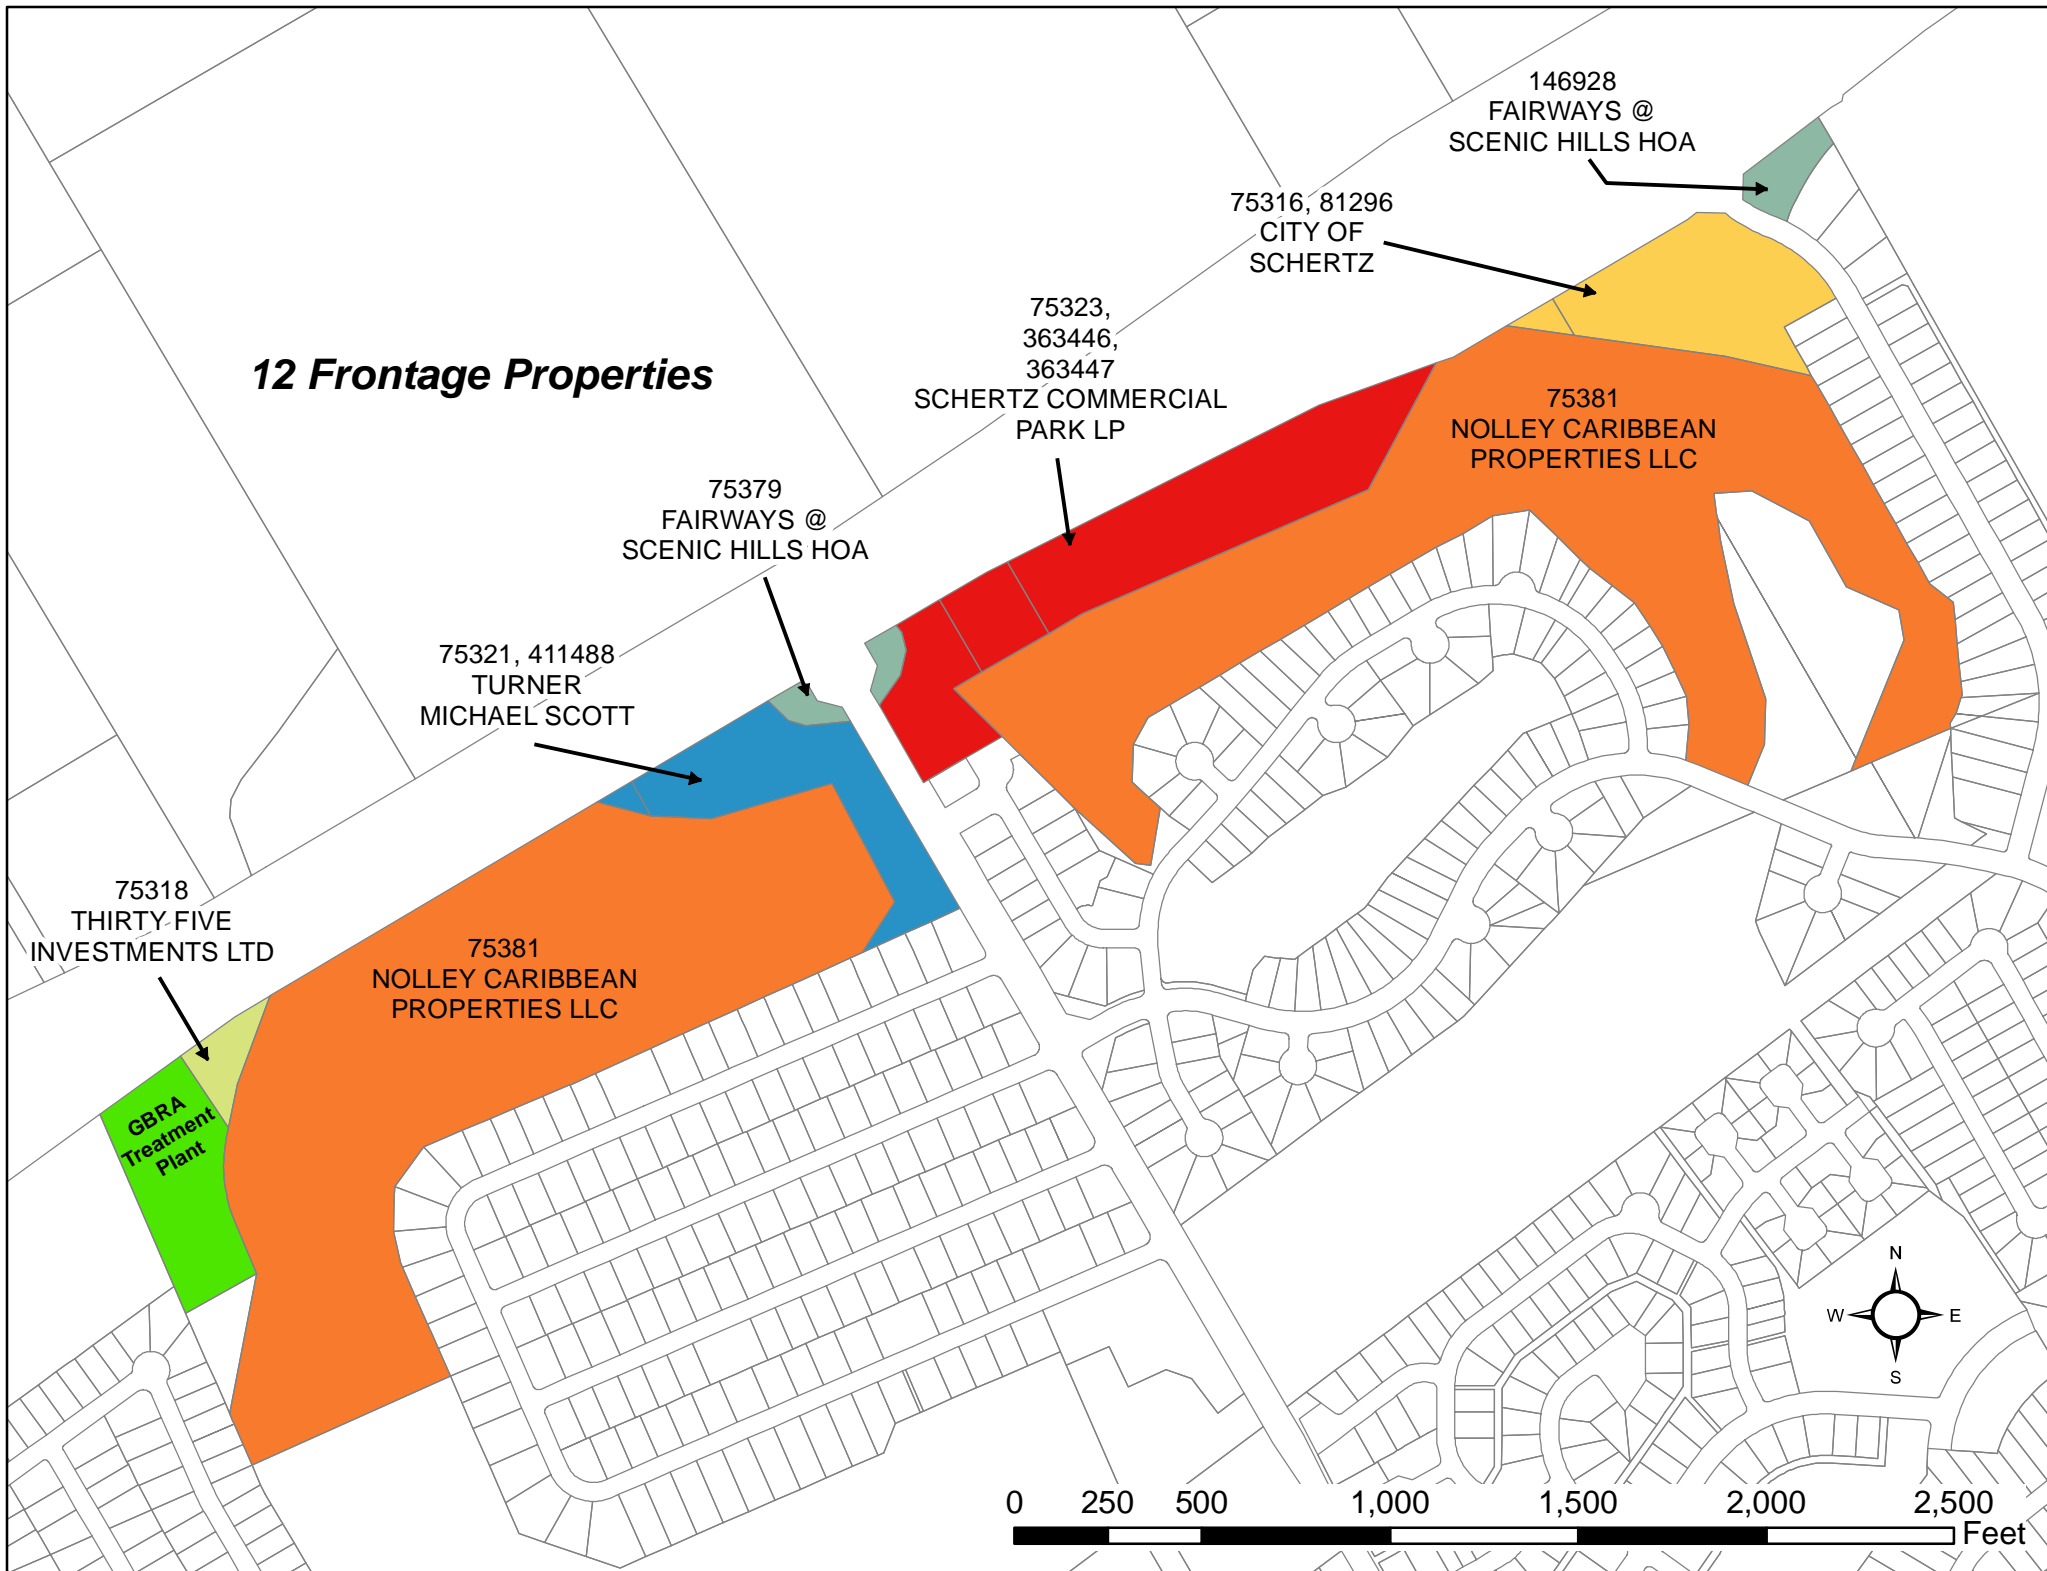 146928
FAIRWAYS @
SCENIC HILLS HOA
75316, 81296
CITY OF
SCHERTZ
75323,
363446,
363447
SCHERTZ COMMERCIAL
PARK LP
12 Frontage Properties
75381
NOLLEY CARIBBEAN
PROPERTIES LLC
75379
FAIRWAYS @
SCENIC HILLS HOA
75321, 411488
TURNER
MICHAEL SCOTT
75318
THIRTY FIVE
INVESTMENTS LTD
75381
NOLLEY CARIBBEAN
PROPERTIES LLC
GBRA
Treatment
Plant
N
W E
S
0 250 500 1,000 1,500 2,000 2,500
Feet